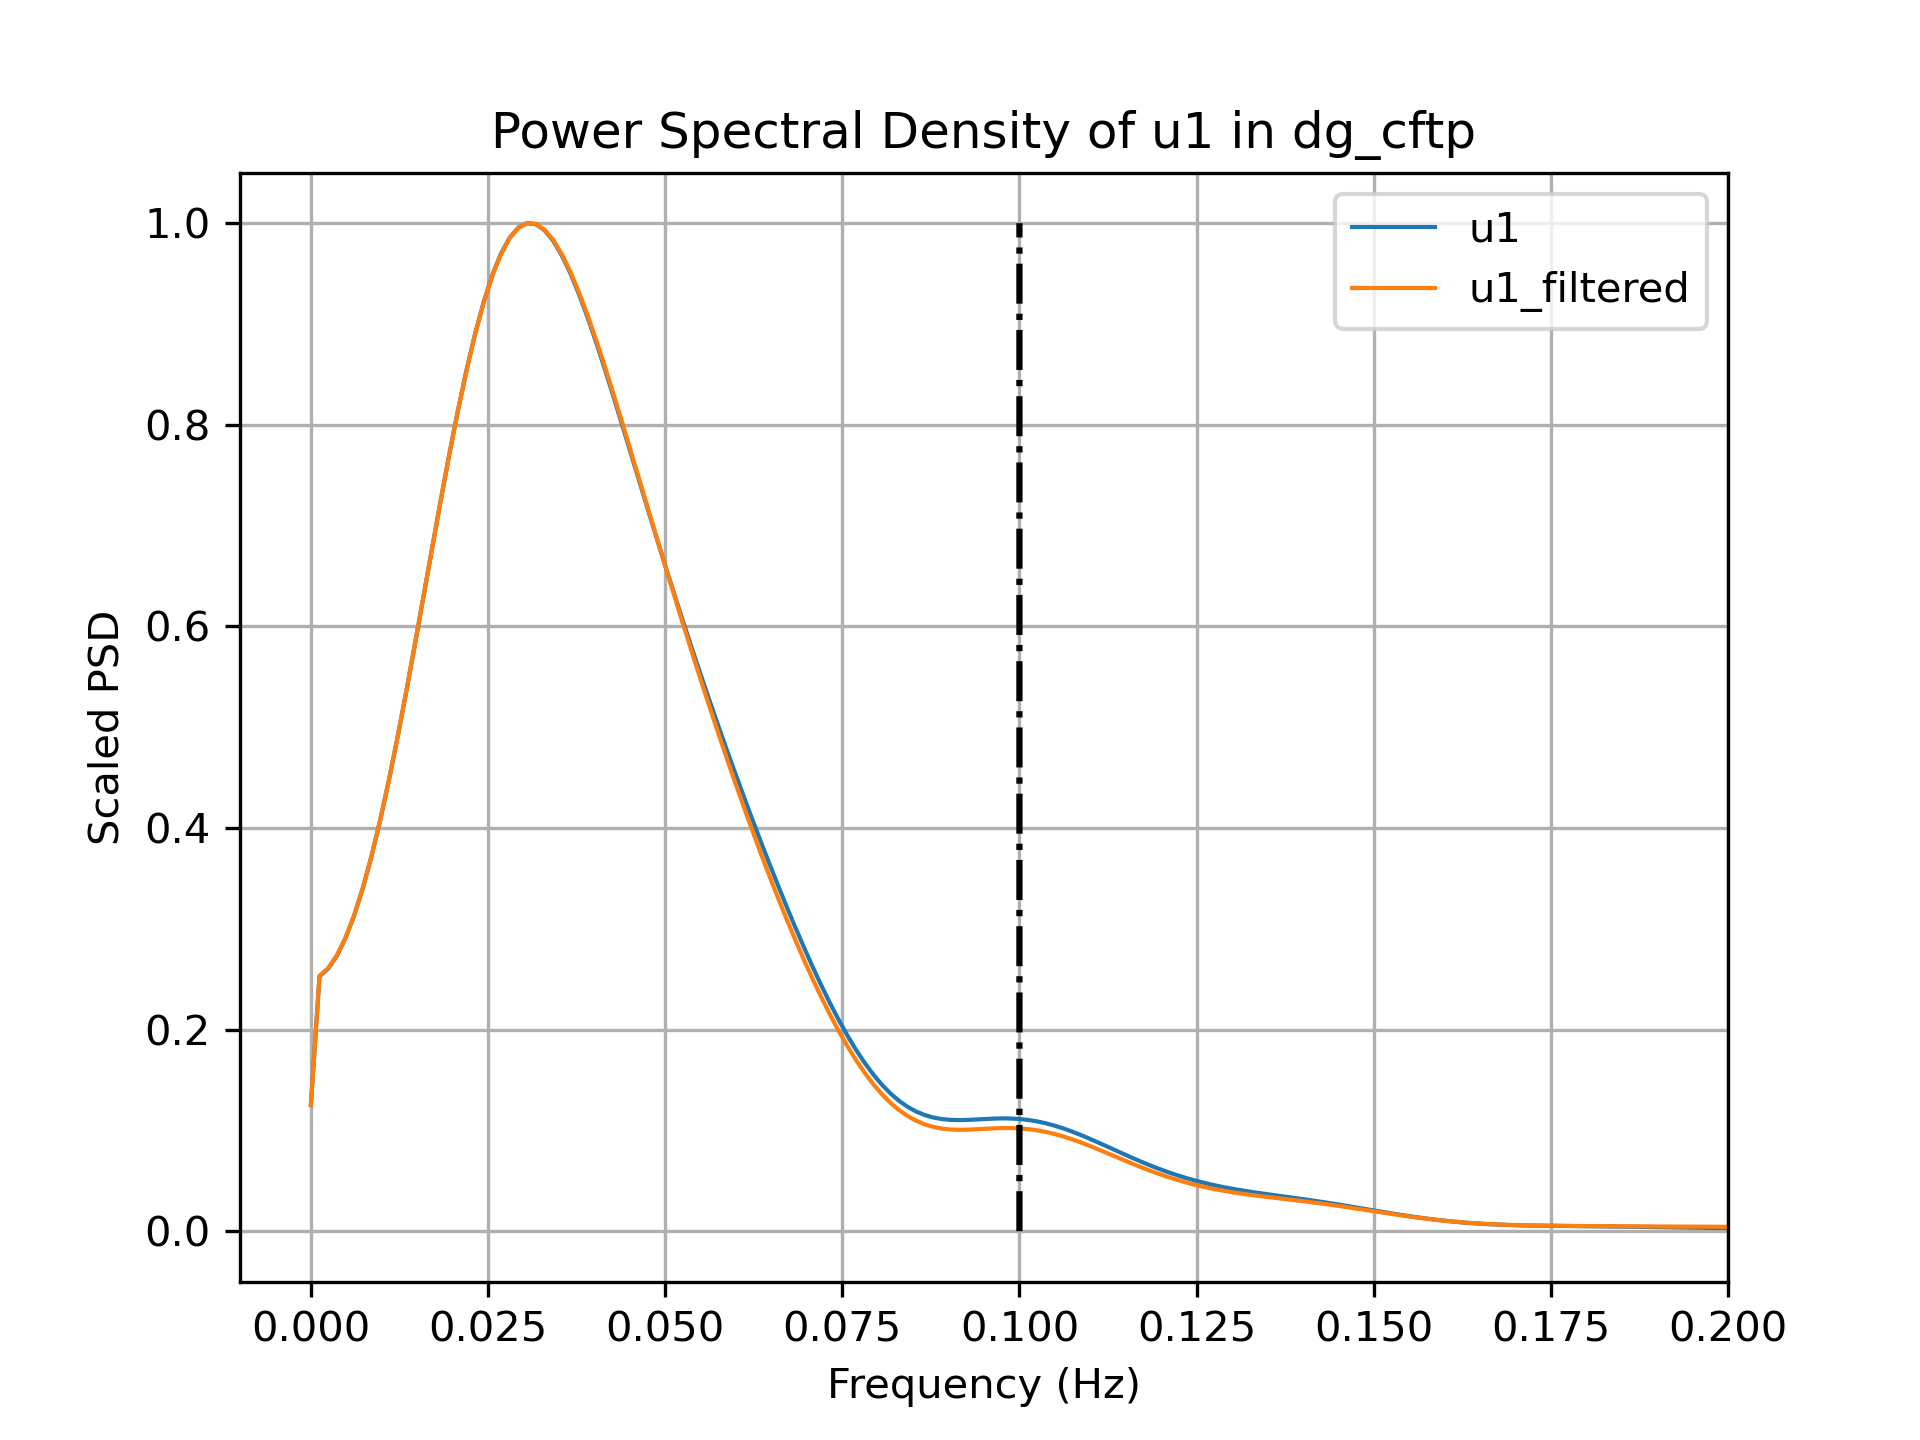 Power Spectral Density of u1 in dg_cftp
u1
u1_filtered
1.0
0.8
0.6
0.4
0.2
0.0
Scaled PSD
0.000 0.025 0.050 0.075 0.100 0.125 0.150 0.175 0.200
Frequency (Hz)